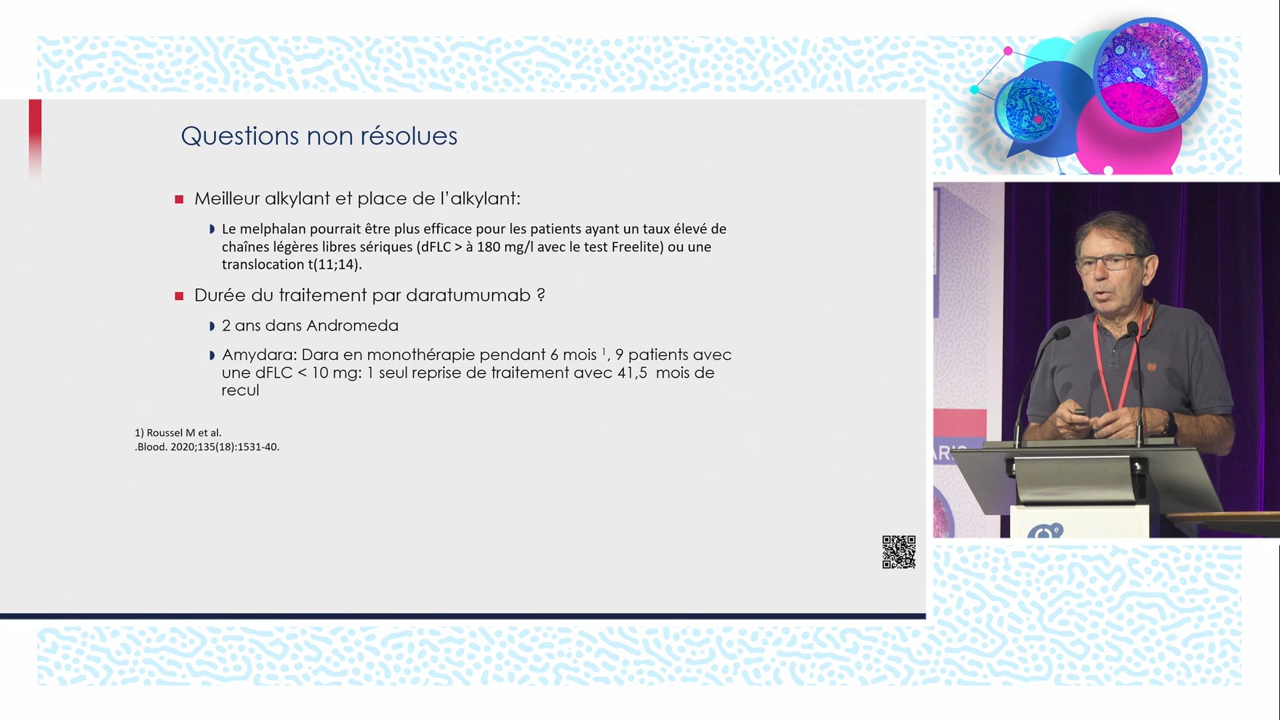 Questions non résolues
Meilleur alkylant et place de l'alkylant:
Le melphalan pourrait être plus efficace pour les patients ayant un taux élevé de
chaînes légères libres sériques (dFLC > à 180 mg/l avec le test Freelite) ou une
translocation t(11;14).
Durée du traitement par daratumumab ?
2 ans dans Andromeda
Amydara: Dara en monothérapie pendant 6 mois 1, 9 patients avec
une dFLC < 10 mg: 1 seul reprise de traitement avec 41,5 mois de
recul
1) Roussel M et al.
.Blood. 2020;135(18):1531-40.